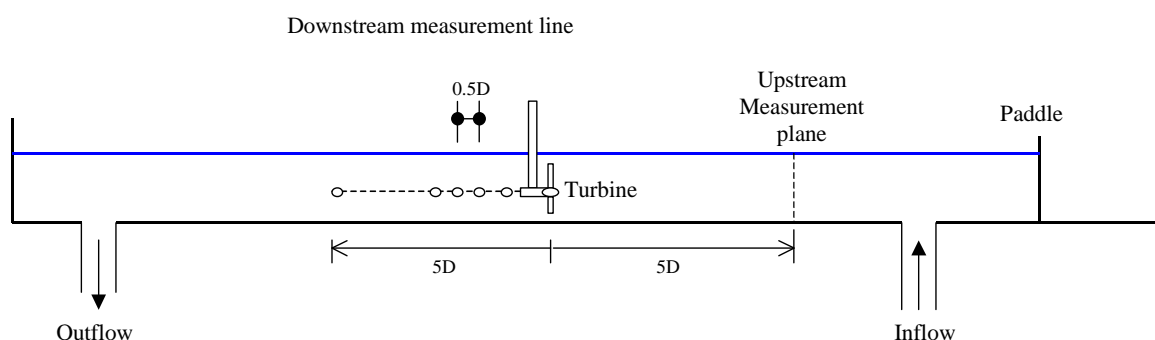 Downstream measurement line
0.5D
Upstream
Measurement
plane
Paddle
Turbine
5D
5D
Outflow
Inflow